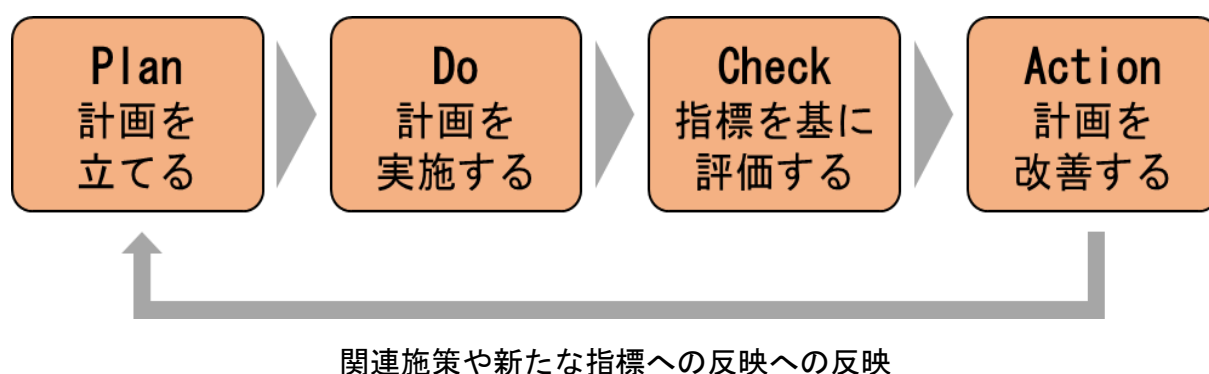 Plan
計画を
立てる
Do
計画を
実施する
Check
指標を基に
評価する
Action
計画を
改善する
関連施策や新たな指標への反映への反映